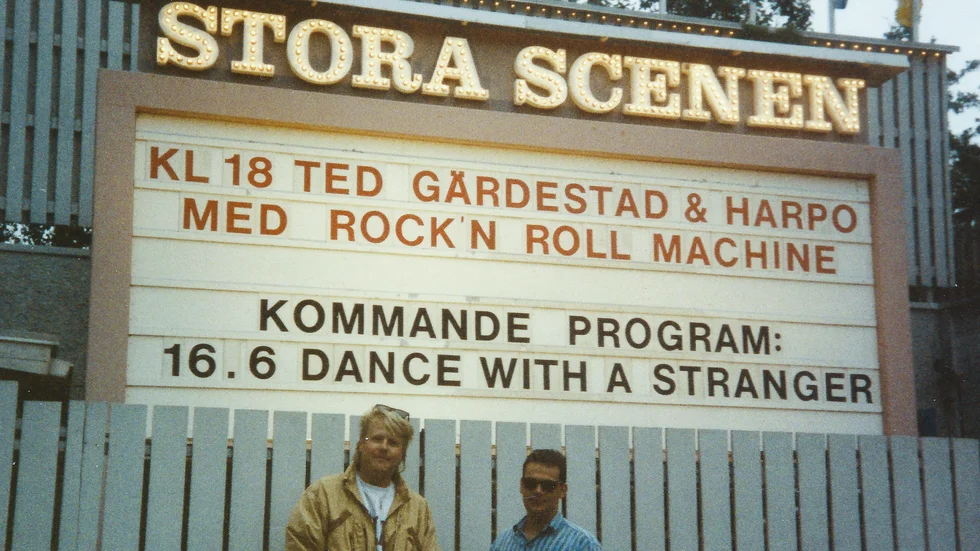 STORA SCENEN
KL 18 TED GÄRDESTAD & HARPO
MED ROCK'N ROLL MACHINE
KOMMANDE PROGRAM:
16.6 DANCE WITH A STRANGER